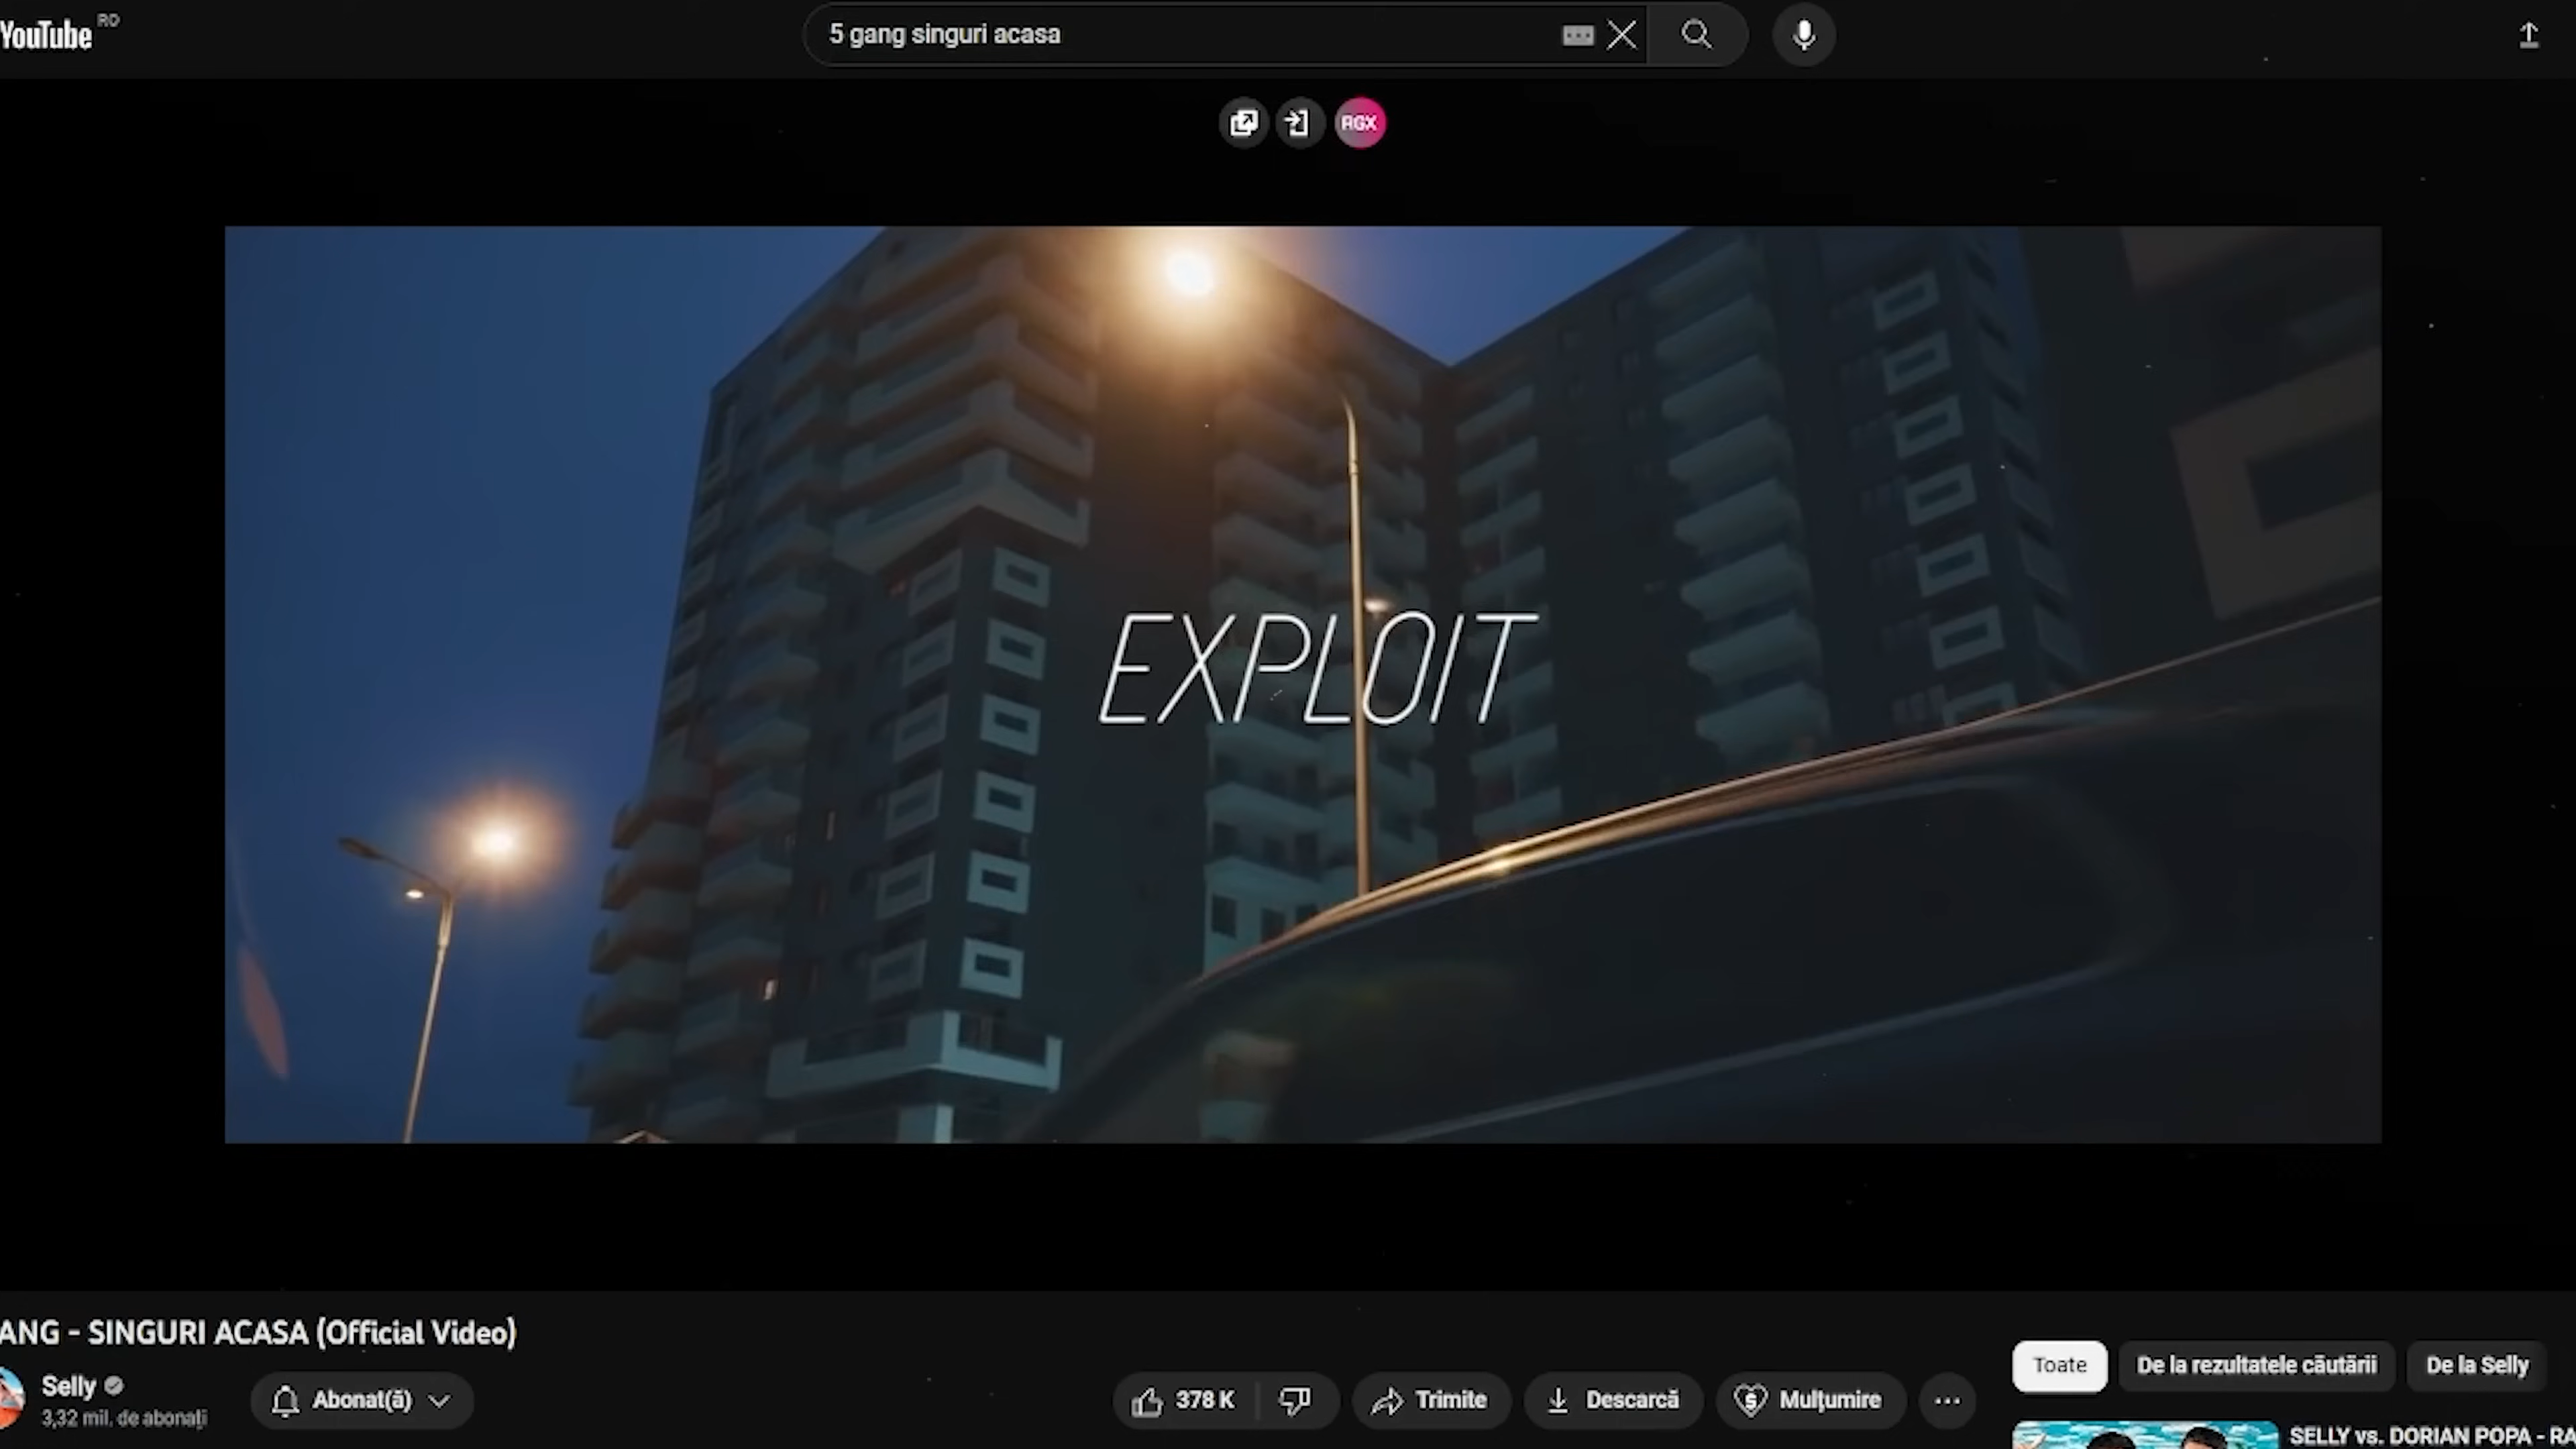 YouTube RO
5 gang singuri acasa
RGX
EXPLOIT
ANG - SINGURI ACASA (Official Video)
Selly
3,32 mil. de abonați
Abonat(ă)
378 K
Trimite
Descarcă
Mulțumire
Toate
De la rezultatele căutării
De la Selly
SELLY vs. DORIAN POPA - RA